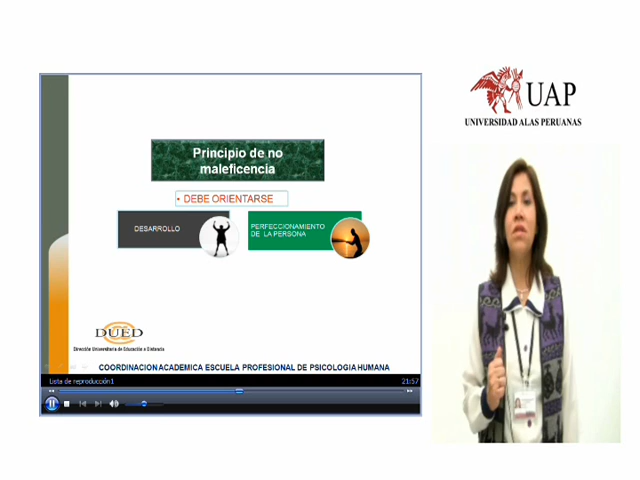 UAP
UNIVERSIDAD ALAS PERUANAS
Principio de no
maleficencia
• DEBE ORIENTARSE
DESARROLLO
PERFECCIONAMIENTO
DE LA PERSONA
DUED
Dirección Universitaria de Educación a Distancia
COORDINACION ACADEMICA ESCUELA PROFESIONAL DE PSICOLOGIA HUMANA
Lista de reproducción1
21:57